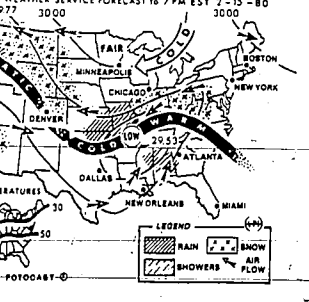 WEATHER SERVICE FORECAST to 7 PM EST 2-15-80
977 3000 3000
FAIR
COLD
MINNEAPOLIS
BOSTON
CHICAGO
NEW YORK
DENVER
LOW
COLD
WARM
29.53
ATLANTA
DALLAS
NEW ORLEANS
MIAMI
ERATURES
30
50
LEGEND
RAIN
SNOW
SHOWERS
AIR
FLOW
FOTOCAST